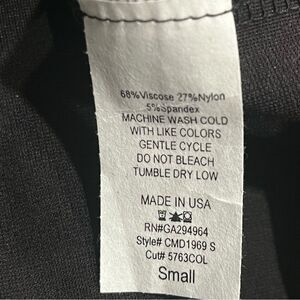 68%Viscose 27%Nylon
5%Spandex
MACHINE WASH COLD
WITH LIKE COLORS
GENTLE CYCLE
DO NOT BLEACH
TUMBLE DRY LOW
MADE IN USA
RN#GA294964
Style# CMD1969 S
Cut# 5763COL
Small